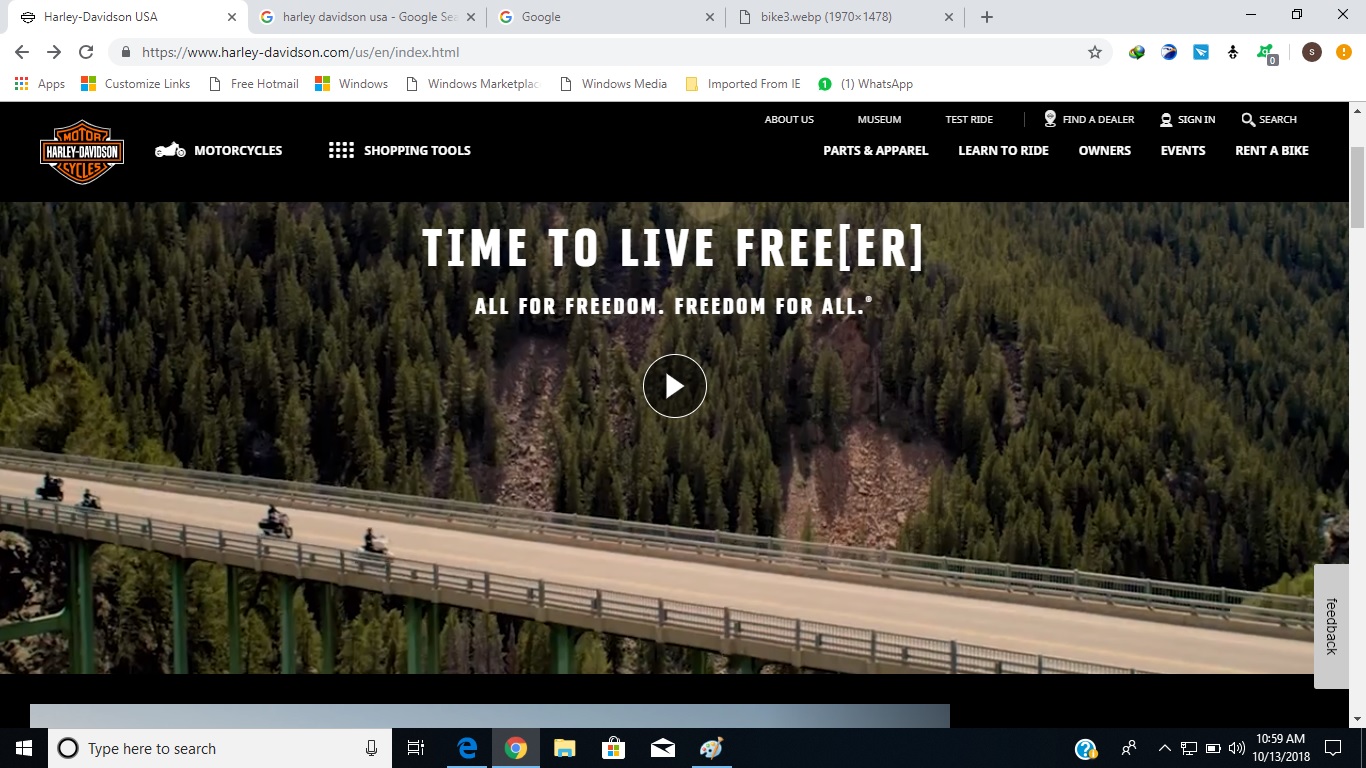 Harley-Davidson USA
harley davidson usa - Google Sea
Google
bike3.webp (1970×1478)
https://www.harley-davidson.com/us/en/index.html
0
S
Apps
Customize Links
Free Hotmail
Windows
Windows Marketplac
Windows Media
Imported From IE
1
(1) WhatsApp
ABOUT US
MUSEUM
TEST RIDE
FIND A DEALER
SIGN IN
SEARCH
MOTOR
HARLEY-DAVIDSON
CYCLES
MOTORCYCLES
SHOPPING TOOLS
PARTS & APPAREL
LEARN TO RIDE
OWNERS
EVENTS
RENT A BIKE
TIME TO LIVE FREE[ER]
ALL FOR FREEDOM. FREEDOM FOR ALL.®
feedback
Type here to search
10:59 AM
10/13/2018